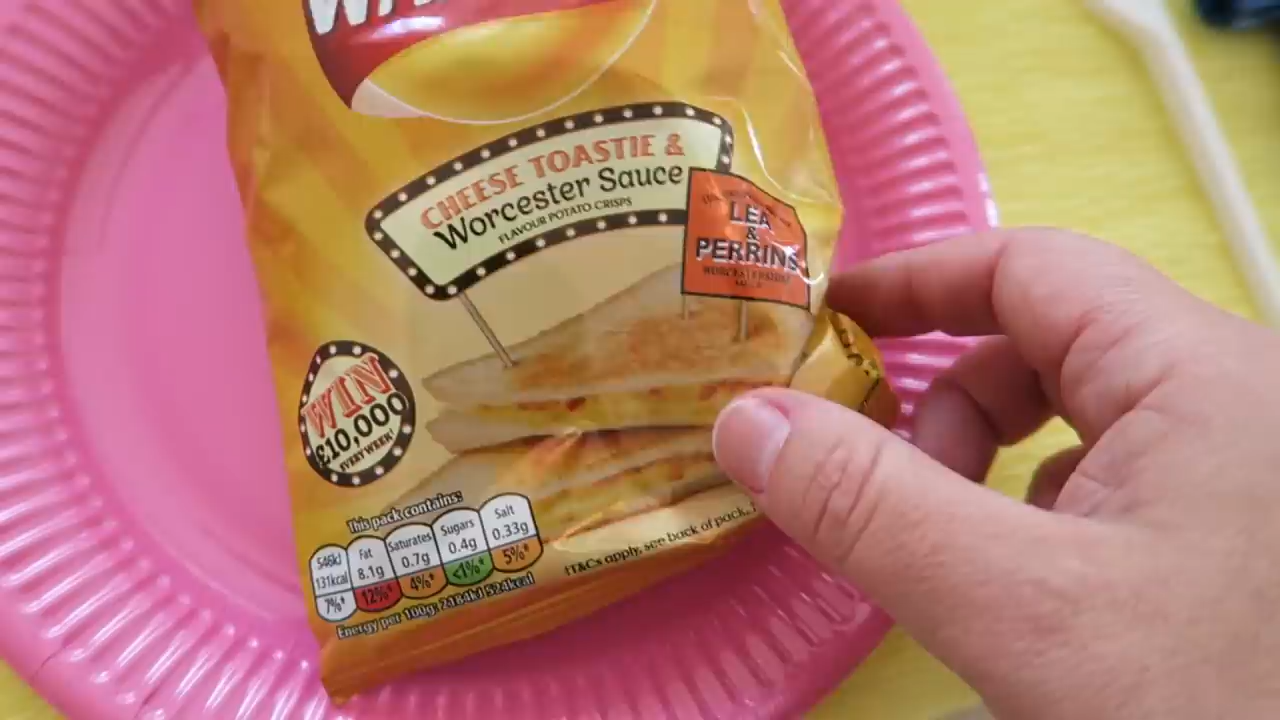 CHEESE TOASTIE &
Worcester Sauce
FLAVOUR POTATO CRISPS
LEA
&
PERRINS
WIN
£10,000
EVERY WEEK!
This pack contains:
546kJ
131kcal
7%*
Fat
8.1g
12%*
Saturates
0.7g
4%*
Sugars
0.4g
<1%*
Salt
0.33g
5%*
Energy per 100g: 2184kJ 524kcal
†T&Cs apply, see back of pack.